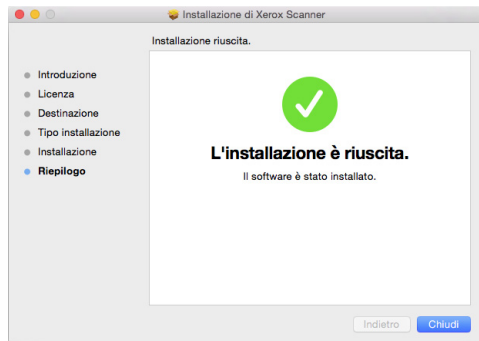 Installazione di Xerox Scanner
Installazione riuscita.
Introduzione
Licenza
Destinazione
Tipo installazione
Installazione
Riepilogo
L'installazione è riuscita.
Il software è stato installato.
Indietro
Chiudi